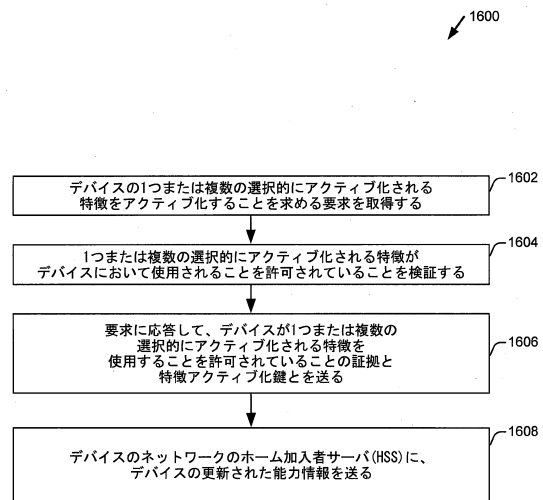 1600
デバイスの1つまたは複数の選択的にアクティブ化される
特徴をアクティブ化することを求める要求を取得する
1602
1つまたは複数の選択的にアクティブ化される特徴が
デバイスにおいて使用されることを許可されていることを検証する
1604
要求に応答して、デバイスが1つまたは複数の
選択的にアクティブ化される特徴を
使用することを許可されていることの証拠と
特徴アクティブ化鍵とを送る
1606
デバイスのネットワークのホーム加入者サーバ(HSS)に、
デバイスの更新された能力情報を送る
1608